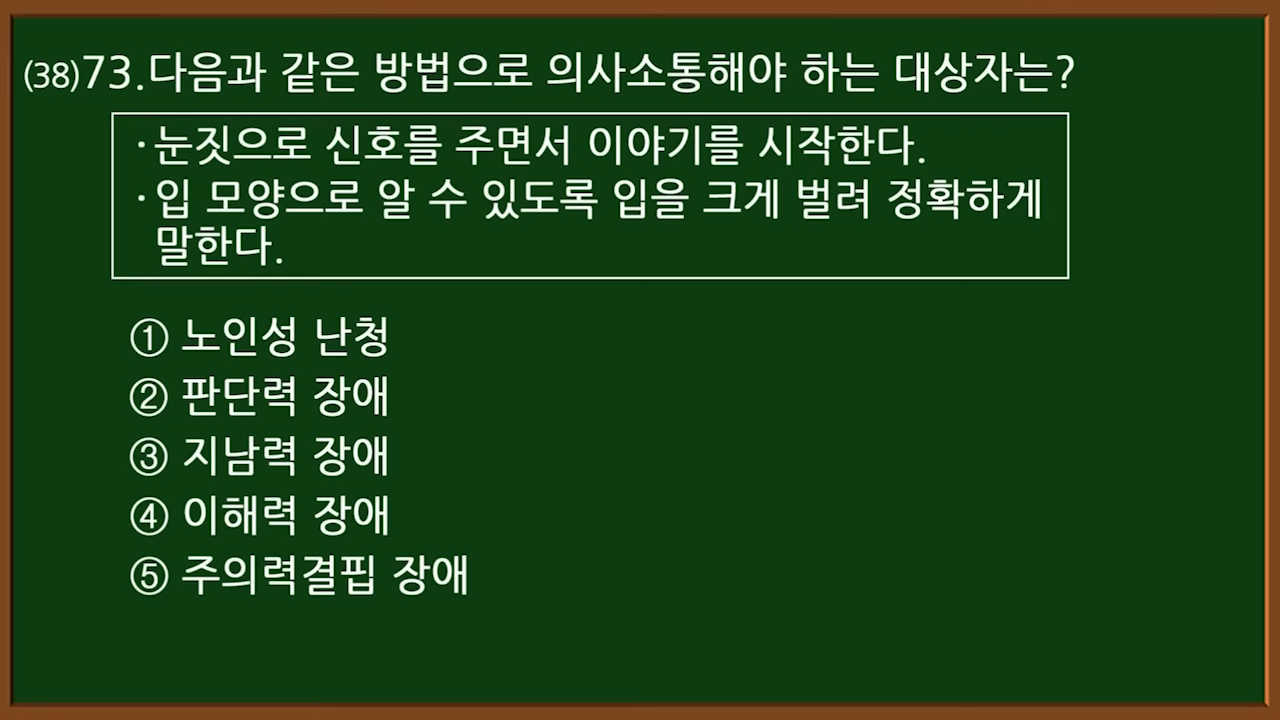 (38)73.다음과 같은 방법으로 의사소통해야 하는 대상자는?
·눈짓으로 신호를 주면서 이야기를 시작한다.
·입 모양으로 알 수 있도록 입을 크게 벌려 정확하게
말한다.
① 노인성 난청
② 판단력 장애
③ 지남력 장애
④ 이해력 장애
⑤ 주의력결핍 장애